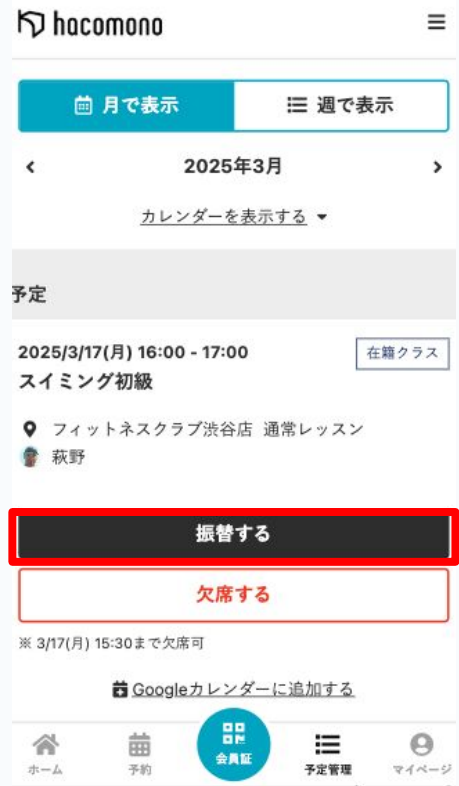 hacomono
月で表示
週で表示
2025年3月
カレンダーを表示する
予定
2025/3/17(月) 16:00 - 17:00
在籍クラス
スイミング初級
フィットネスクラブ渋谷店 通常レッスン
萩野
振替する
欠席する
※ 3/17(月) 15:30まで欠席可
Googleカレンダーに追加する
ホーム
予約
会員証
予定管理
マイページ